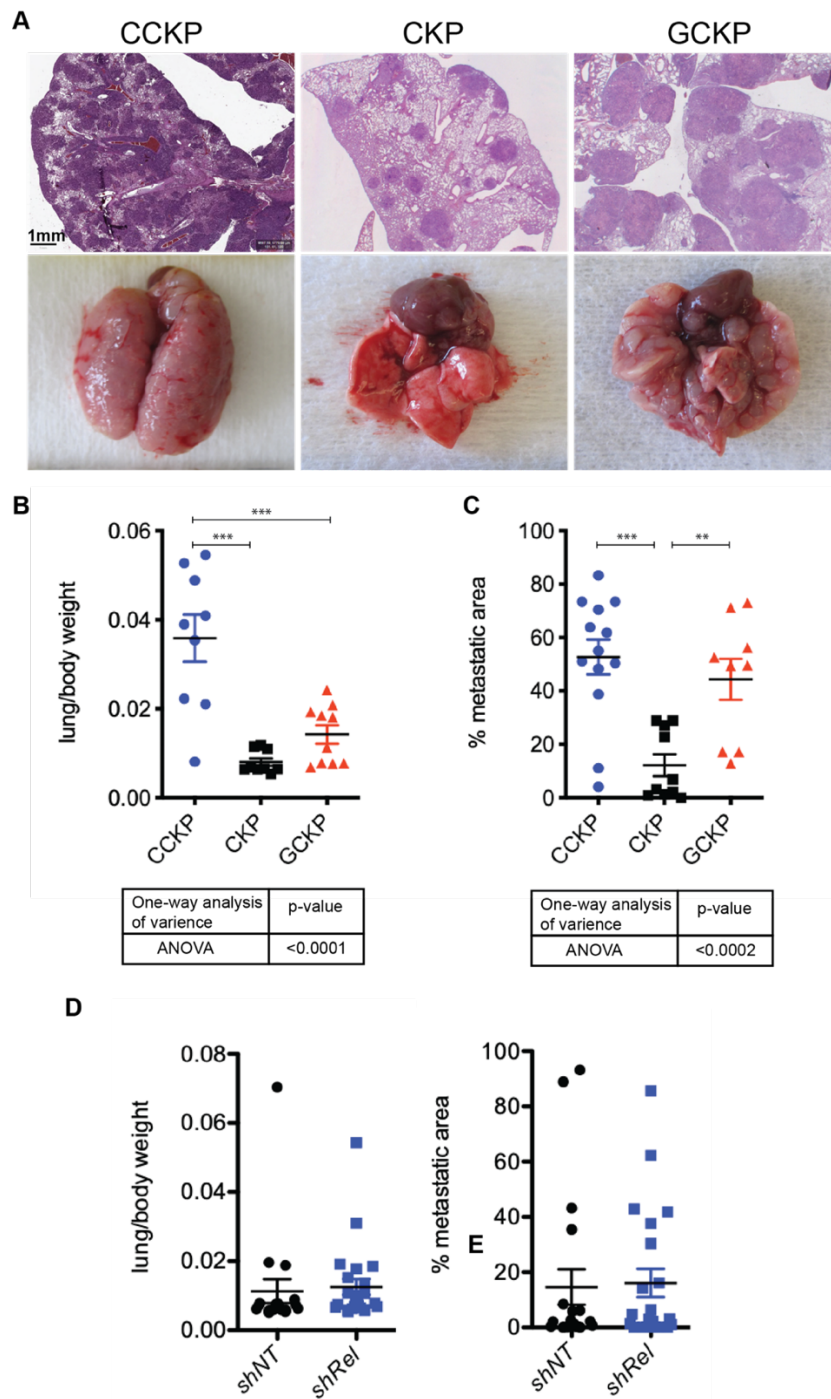 A
CCKP CKP GCKP
1mm
B
***
***
0.06
0.04
0.02
0.00
lung/body weight
CCKP CKP GCKP
One-way analysis of varience p-value
ANOVA <0.0001
C
*** **
100
80
60
40
20
0
% metastatic area
CCKP CKP GCKP
One-way analysis of varience p-value
ANOVA <0.0002
D
0.08
0.06
0.04
0.02
0.00
lung/body weight
shNT shRel
E
100
80
60
40
20
0
% metastatic area
shNT shRel